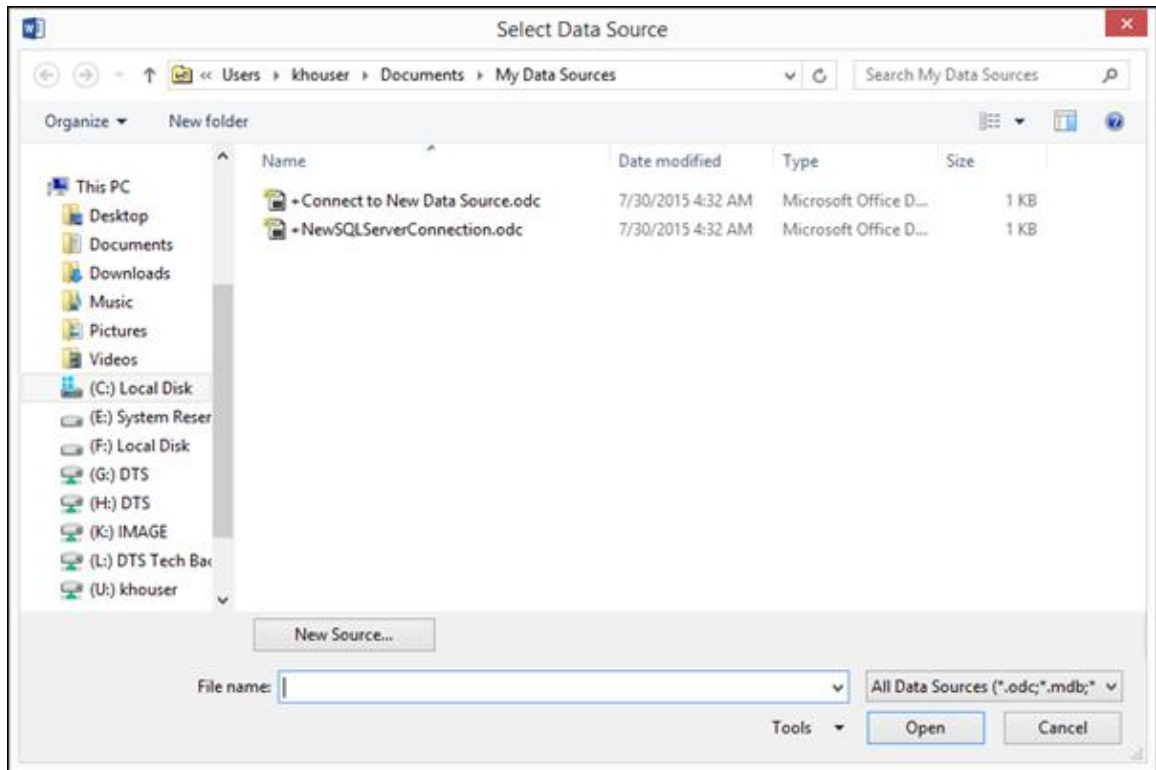 Select Data Source
« Users › khouser › Documents › My Data Sources
Search My Data Sources
Organize
New folder
Name Date modified Type Size
+Connect to New Data Source.odc 7/30/2015 4:32 AM Microsoft Office D... 1 KB
+NewSQLServerConnection.odc 7/30/2015 4:32 AM Microsoft Office D... 1 KB
This PC
Desktop
Documents
Downloads
Music
Pictures
Videos
(C:) Local Disk
(E:) System Reser
(F:) Local Disk
(G:) DTS
(H:) DTS
(K:) IMAGE
(L:) DTS Tech Bac
(U:) khouser
New Source...
File name:
All Data Sources (*.odc;*.mdb;*
Tools
Open
Cancel